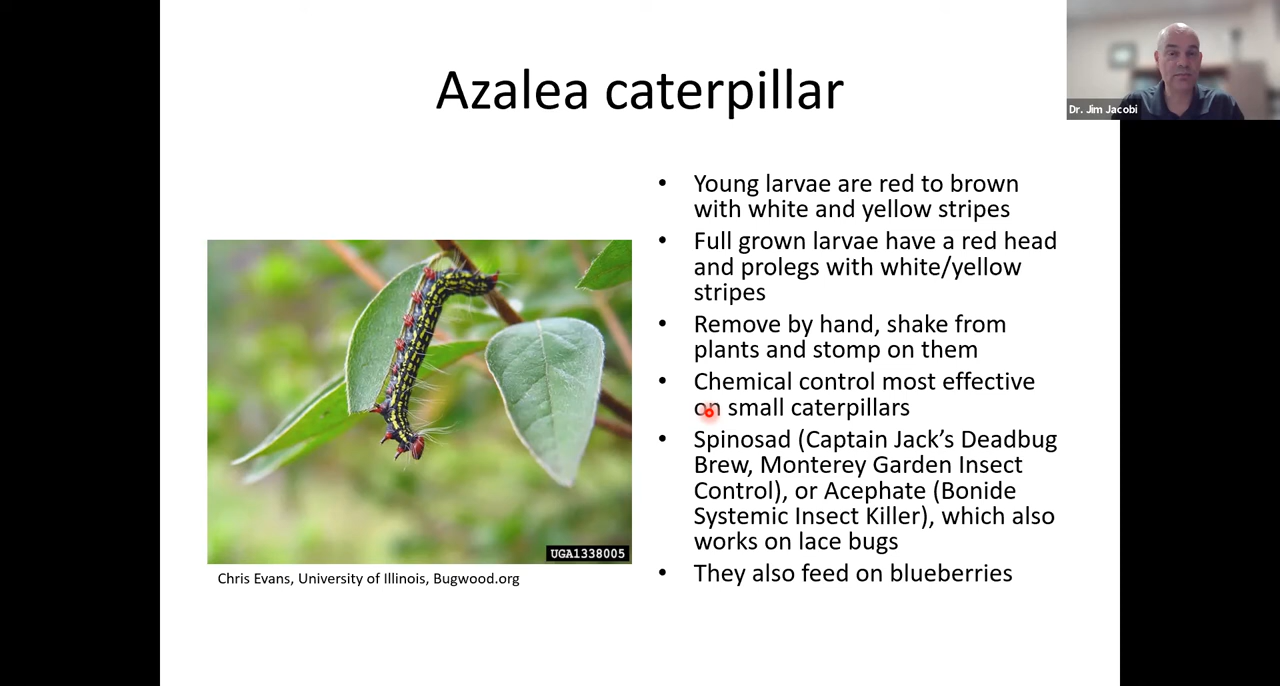 Azalea caterpillar
Dr. Jim Jacobi
• Young larvae are red to brown
with white and yellow stripes
• Full grown larvae have a red head
and prolegs with white/yellow
stripes
• Remove by hand, shake from
plants and stomp on them
• Chemical control most effective
on small caterpillars
• Spinosad (Captain Jack’s Deadbug
Brew, Monterey Garden Insect
Control), or Acephate (Bonide
Systemic Insect Killer), which also
works on lace bugs
• They also feed on blueberries
UGA1338005
Chris Evans, University of Illinois, Bugwood.org